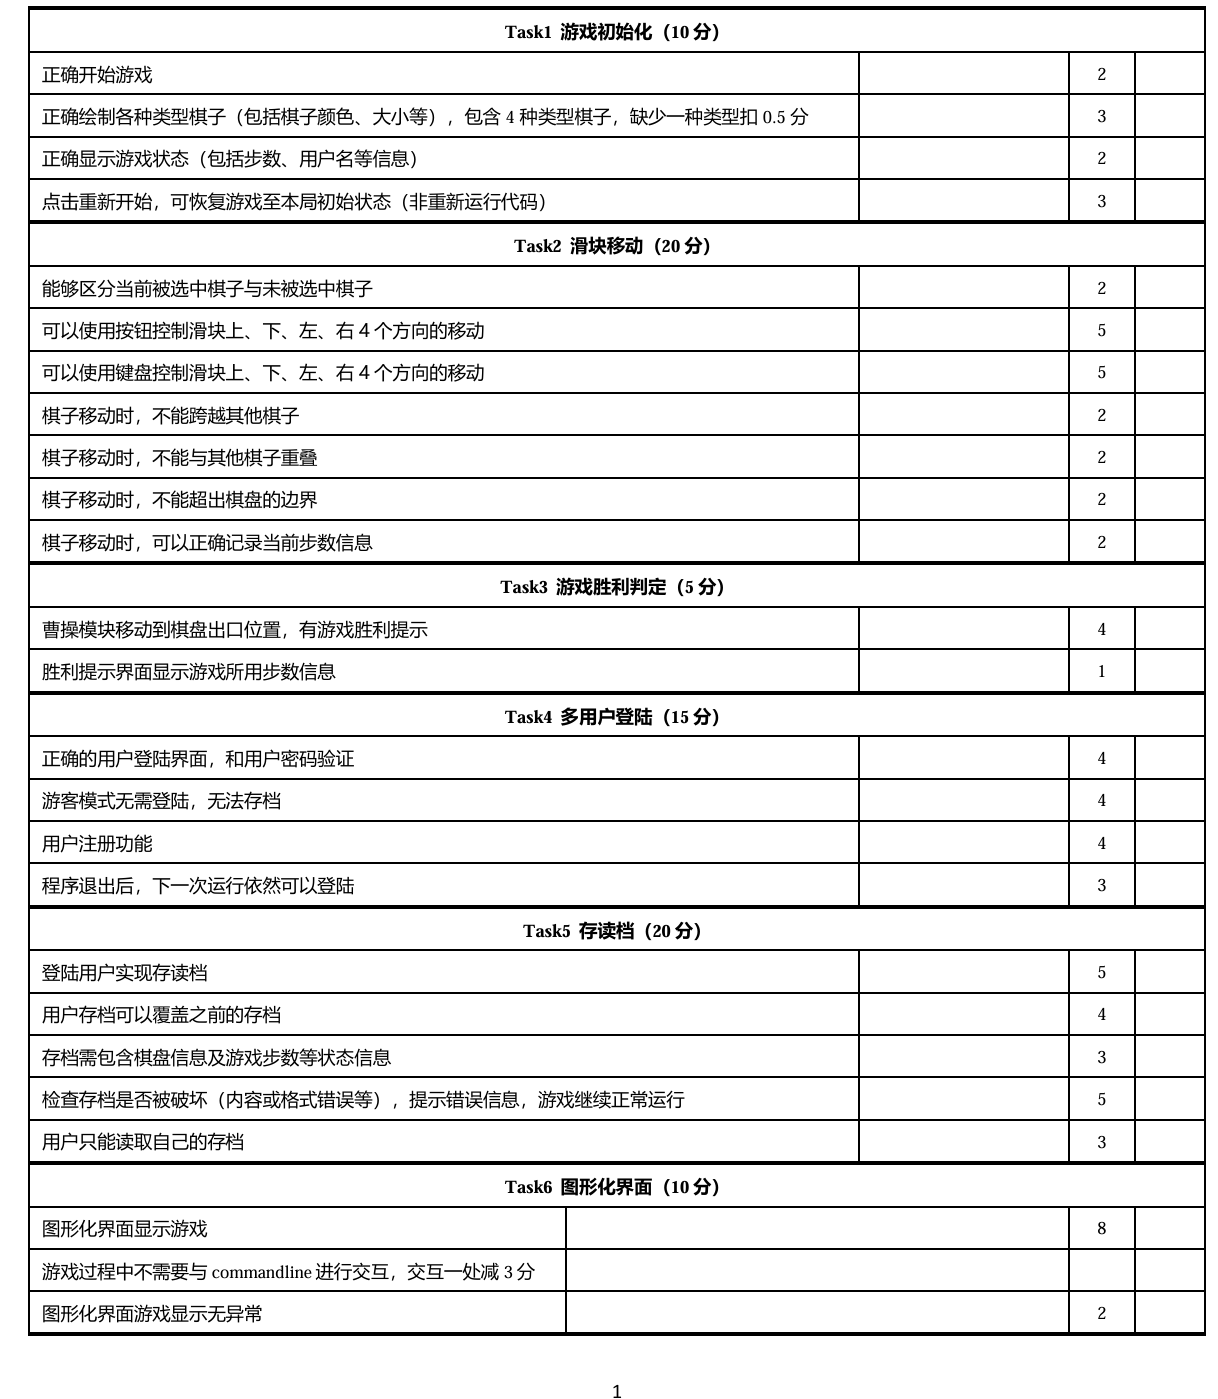 Task1 游戏初始化（10 分）
正确开始游戏 2
正确绘制各种类型棋子（包括棋子颜色、大小等），包含 4 种类型棋子，缺少一种类型扣 0.5 分 3
正确显示游戏状态（包括步数、用户名等信息） 2
点击重新开始，可恢复游戏至本局初始状态（非重新运行代码） 3
Task2 滑块移动（20 分）
能够区分当前被选中棋子与未被选中棋子 2
可以使用按钮控制滑块上、下、左、右 4 个方向的移动 5
可以使用键盘控制滑块上、下、左、右 4 个方向的移动 5
棋子移动时，不能跨越其他棋子 2
棋子移动时，不能与其他棋子重叠 2
棋子移动时，不能超出棋盘的边界 2
棋子移动时，可以正确记录当前步数信息 2
Task3 游戏胜利判定（5 分）
曹操模块移动到棋盘出口位置，有游戏胜利提示 4
胜利提示界面显示游戏所用步数信息 1
Task4 多用户登陆（15 分）
正确的用户登陆界面，和用户密码验证 4
游客模式无需登陆，无法存档 4
用户注册功能 4
程序退出后，下一次运行依然可以登陆 3
Task5 存读档（20 分）
登陆用户实现存读档 5
用户存档可以覆盖之前的存档 4
存档需包含棋盘信息及游戏步数等状态信息 3
检查存档是否被破坏（内容或格式错误等），提示错误信息，游戏继续正常运行 5
用户只能读取自己的存档 3
Task6 图形化界面（10 分）
图形化界面显示游戏 8
游戏过程中不需要与 commandline 进行交互，交互一处减 3 分
图形化界面游戏显示无异常 2
1